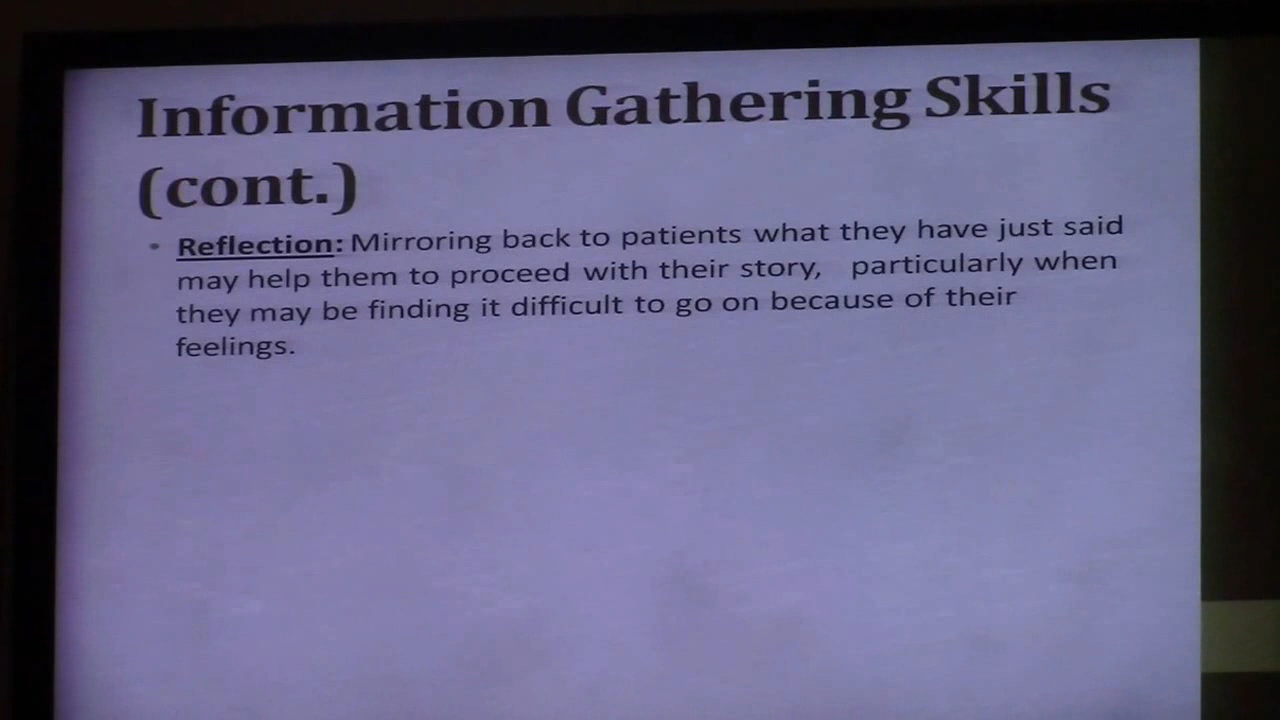 Information Gathering Skills
(cont.)
• Reflection: Mirroring back to patients what they have just said
may help them to proceed with their story, particularly when
they may be finding it difficult to go on because of their
feelings.